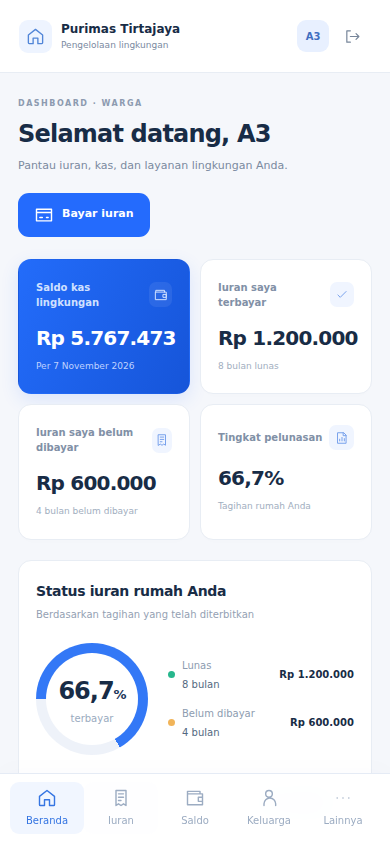 Purimas Tirtajaya
Pengelolaan lingkungan
A3
DASHBOARD · WARGA
Selamat datang, A3
Pantau iuran, kas, dan layanan lingkungan Anda.
Bayar iuran
Saldo kas
lingkungan
Rp 5.767.473
Per 7 November 2026
Iuran saya
terbayar
Rp 1.200.000
8 bulan lunas
Iuran saya belum
dibayar
Rp 600.000
4 bulan belum dibayar
Tingkat pelunasan
66,7%
Tagihan rumah Anda
Status iuran rumah Anda
Berdasarkan tagihan yang telah diterbitkan
66,7%
terbayar
Lunas
8 bulan
Rp 1.200.000
Belum dibayar
4 bulan
Rp 600.000
Beranda
Iuran
Saldo
Keluarga
Lainnya